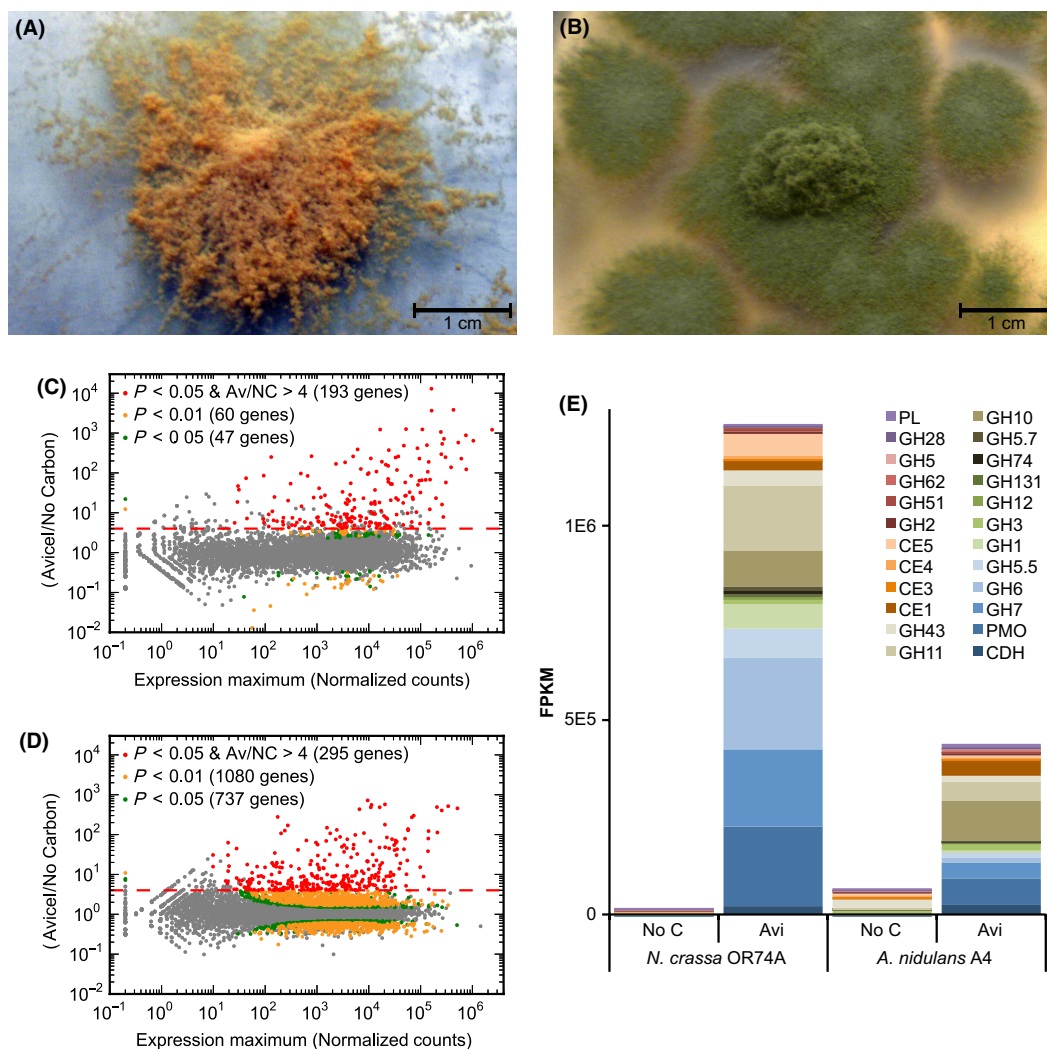 (A)
1 cm
(B)
1 cm
(C)
P < 0.05 & Av/NC > 4 (193 genes)
P < 0.01 (60 genes)
P < 0 05 (47 genes)
(Avicel/No Carbon)
10^4
10^3
10^2
10^1
10^0
10^-1
10^-2
10^-1 10^0 10^1 10^2 10^3 10^4 10^5 10^6
Expression maximum (Normalized counts)
(D)
P < 0.05 & Av/NC > 4 (295 genes)
P < 0.01 (1080 genes)
P < 0.05 (737 genes)
(Avicel/No Carbon)
10^4
10^3
10^2
10^1
10^0
10^-1
10^-2
10^-1 10^0 10^1 10^2 10^3 10^4 10^5 10^6
Expression maximum (Normalized counts)
(E)
FPKM
1E6
5E5
0
PL
GH28
GH5
GH62
GH51
GH2
CE5
CE4
CE3
CE1
GH43
GH11
GH10
GH5.7
GH74
GH131
GH12
GH3
GH1
GH5.5
GH6
GH7
PMO
CDH
No C Avi No C Avi
N. crassa OR74A A. nidulans A4